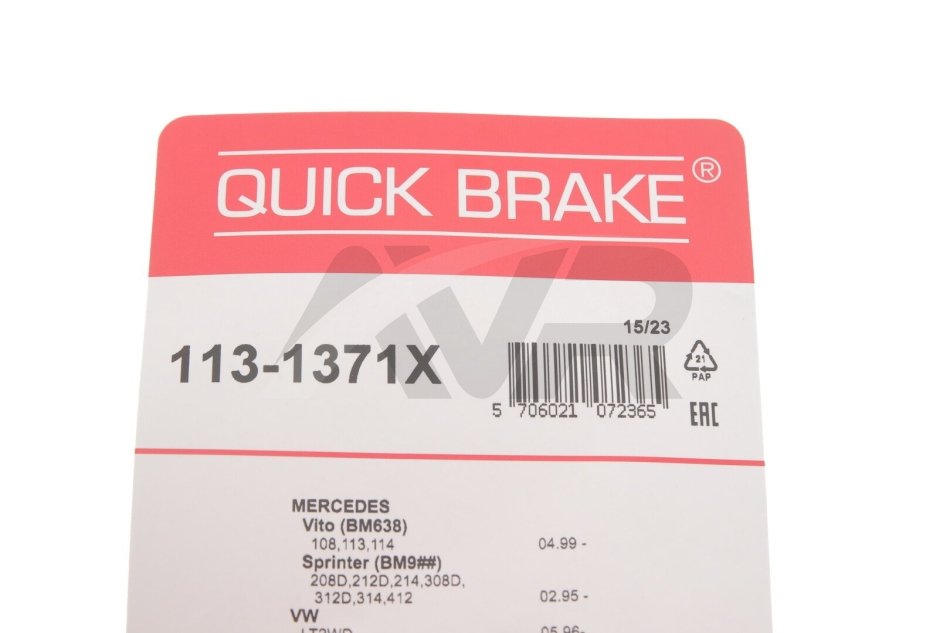 QUICK BRAKE®
AVR
15/23
113-1371X
21
PAP
5 706021 072365
EAC
MERCEDES
Vito (BM638)
108,113,114 04.99 -
Sprinter (BM9##)
208D,212D,214,308D,
312D,314,412 02.95 -
VW
05.96-